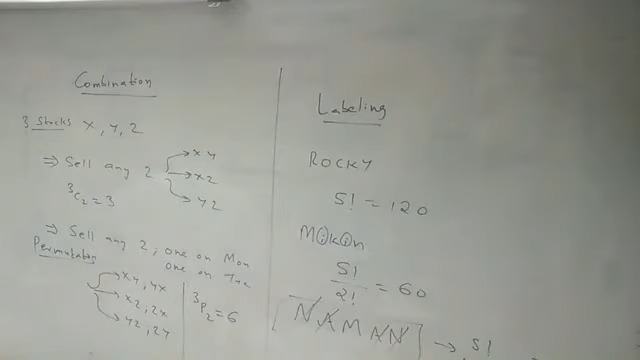 Combination
3 Stocks X, Y, Z
⇒ Sell any 2
XY
XZ
YZ
³C₂ = 3
⇒ Sell any 2, one on Mon
one on Tue
Permutation
XY, YX
XZ, ZX
YZ, ZY
³P₂ = 6
Labeling
ROCKY
5! = 120
MOKON
5!
2!
= 60
[NAMAN] → 5!